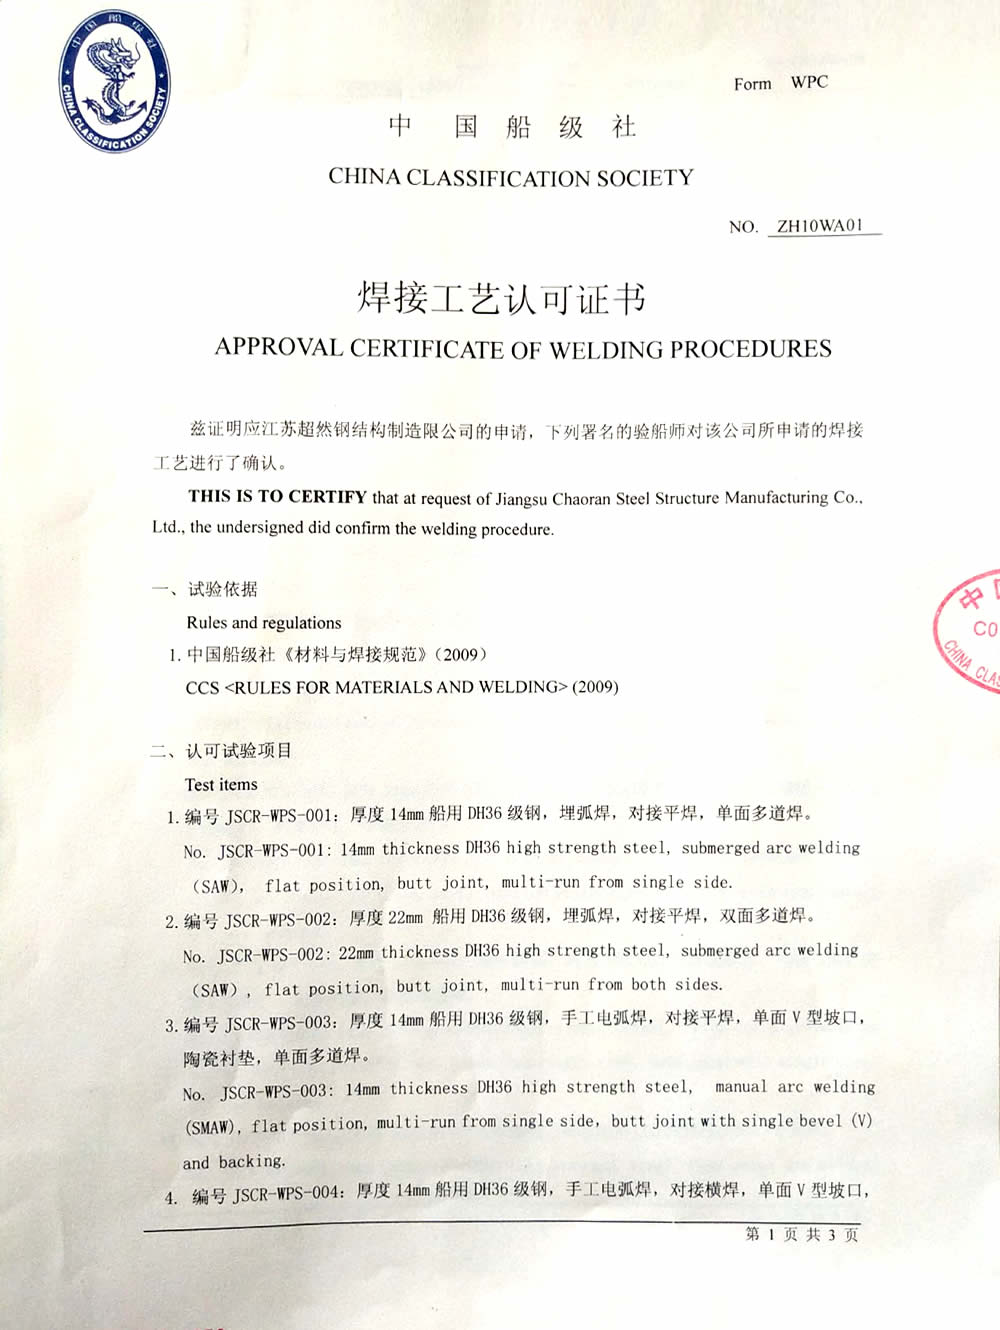 中国船级社
CHINA CLASSIFICATION SOCIETY
Form WPC
中 国 船 级 社
CHINA CLASSIFICATION SOCIETY
NO. ZH10WA01
焊接工艺认可证书
APPROVAL CERTIFICATE OF WELDING PROCEDURES
兹证明应江苏超然钢结构制造限公司的申请，下列署名的验船师对该公司所申请的焊接
工艺进行了确认。
THIS IS TO CERTIFY that at request of Jiangsu Chaoran Steel Structure Manufacturing Co.,
Ltd., the undersigned did confirm the welding procedure.
一、试验依据
Rules and regulations
1. 中国船级社《材料与焊接规范》（2009）
CCS <RULES FOR MATERIALS AND WELDING> (2009)
中国
C0
CHINA CLAS
二、认可试验项目
Test items
1. 编号 JSCR-WPS-001：厚度 14mm 船用 DH36 级钢，埋弧焊，对接平焊，单面多道焊。
No. JSCR-WPS-001: 14mm thickness DH36 high strength steel, submerged arc welding
（SAW）， flat position, butt joint, multi-run from single side.
2. 编号 JSCR-WPS-002：厚度 22mm 船用 DH36 级钢，埋弧焊，对接平焊，双面多道焊。
No. JSCR-WPS-002: 22mm thickness DH36 high strength steel, submerged arc welding
（SAW）, flat position, butt joint, multi-run from both sides.
3. 编号 JSCR-WPS-003：厚度 14mm 船用 DH36 级钢，手工电弧焊，对接平焊，单面 V 型坡口，
陶瓷衬垫，单面多道焊。
No. JSCR-WPS-003: 14mm thickness DH36 high strength steel, manual arc welding
(SMAW), flat position, multi-run from single side, butt joint with single bevel (V)
and backing.
4. 编号 JSCR-WPS-004：厚度 14mm 船用 DH36 级钢，手工电弧焊，对接横焊，单面 V 型坡口，
第 1 页 共 3 页